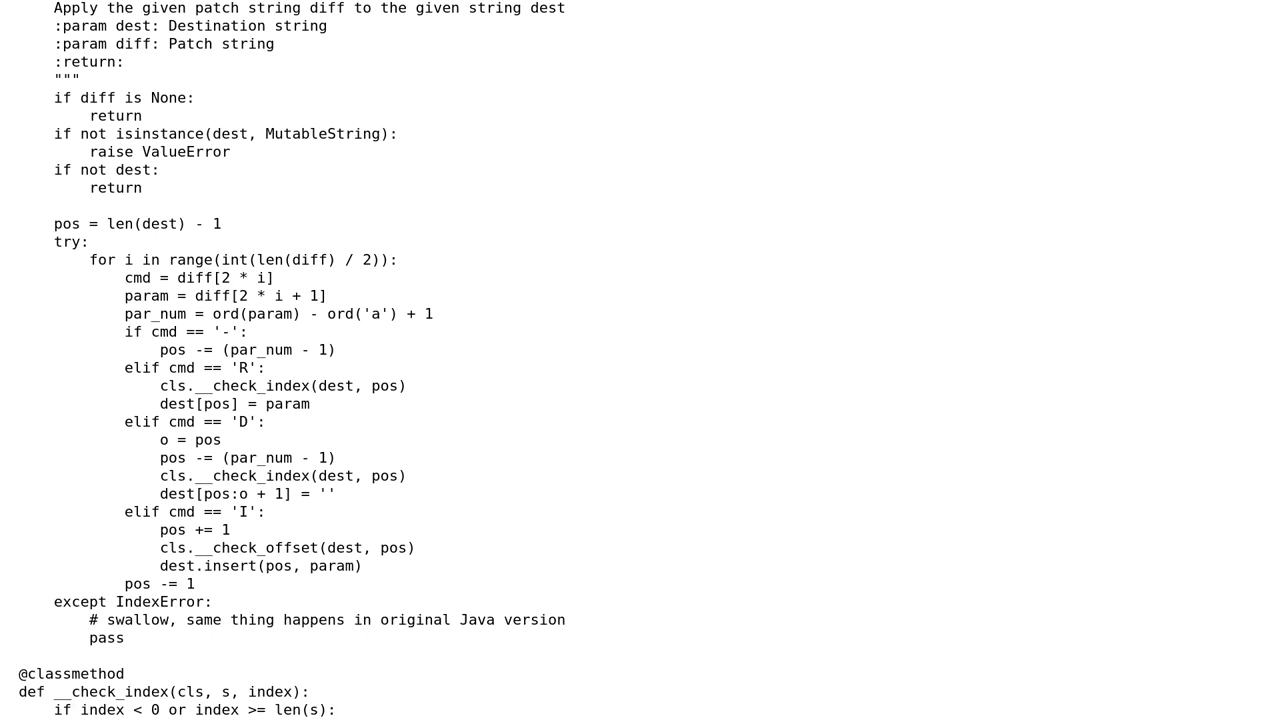 Apply the given patch string diff to the given string dest
    :param dest: Destination string
    :param diff: Patch string
    :return:
    """
    if diff is None:
        return
    if not isinstance(dest, MutableString):
        raise ValueError
    if not dest:
        return

    pos = len(dest) - 1
    try:
        for i in range(int(len(diff) / 2)):
            cmd = diff[2 * i]
            param = diff[2 * i + 1]
            par_num = ord(param) - ord('a') + 1
            if cmd == '-':
                pos -= (par_num - 1)
            elif cmd == 'R':
                cls.__check_index(dest, pos)
                dest[pos] = param
            elif cmd == 'D':
                o = pos
                pos -= (par_num - 1)
                cls.__check_index(dest, pos)
                dest[pos:o + 1] = ''
            elif cmd == 'I':
                pos += 1
                cls.__check_offset(dest, pos)
                dest.insert(pos, param)
            pos -= 1
    except IndexError:
        # swallow, same thing happens in original Java version
        pass

@classmethod
def __check_index(cls, s, index):
    if index < 0 or index >= len(s):